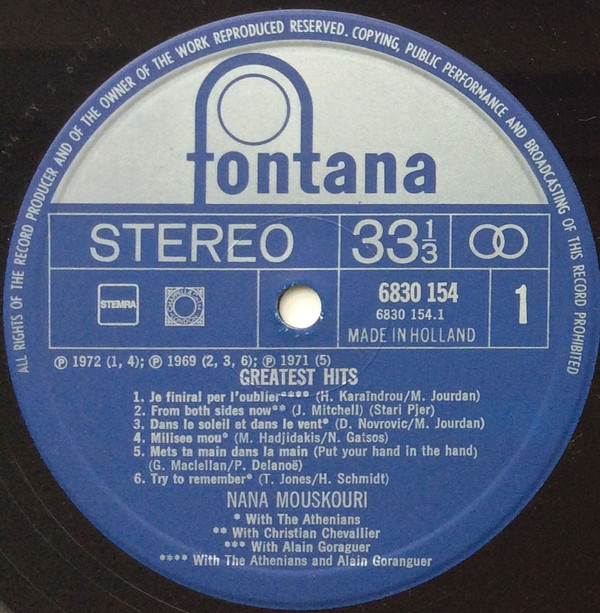 ALL RIGHTS OF THE RECORD PRODUCER AND OF THE OWNER OF THE WORK REPRODUCED RESERVED. COPYING, PUBLIC PERFORMANCE AND BROADCASTING OF THIS RECORD PROHIBITED
fontana
STEREO 33 1/3
STEMRA 6830 154 1
6830 154.1
MADE IN HOLLAND
℗ 1972 (1, 4); ℗ 1969 (2, 3, 6); ℗ 1971 (5)
GREATEST HITS
1. Je finiral per l'oublier**** (H. Karaïndrou/M. Jourdan)
2. From both sides now** (J. Mitchell) (Stari Pjer)
3. Dans le soleil et dans le vent* (D. Novrovic/M. Jourdan)
4. Milisee mou* (M. Hadjidakis/N. Gatsos)
5. Mets ta main dans la main (Put your hand in the hand)
(G. Maclellan/P. Delanoë)
6. Try to remember* (T. Jones/H. Schmidt)
NANA MOUSKOURI
* With The Athenians
** With Christian Chevallier
*** With Alain Goraguer
**** With The Athenians and Alain Goranguer